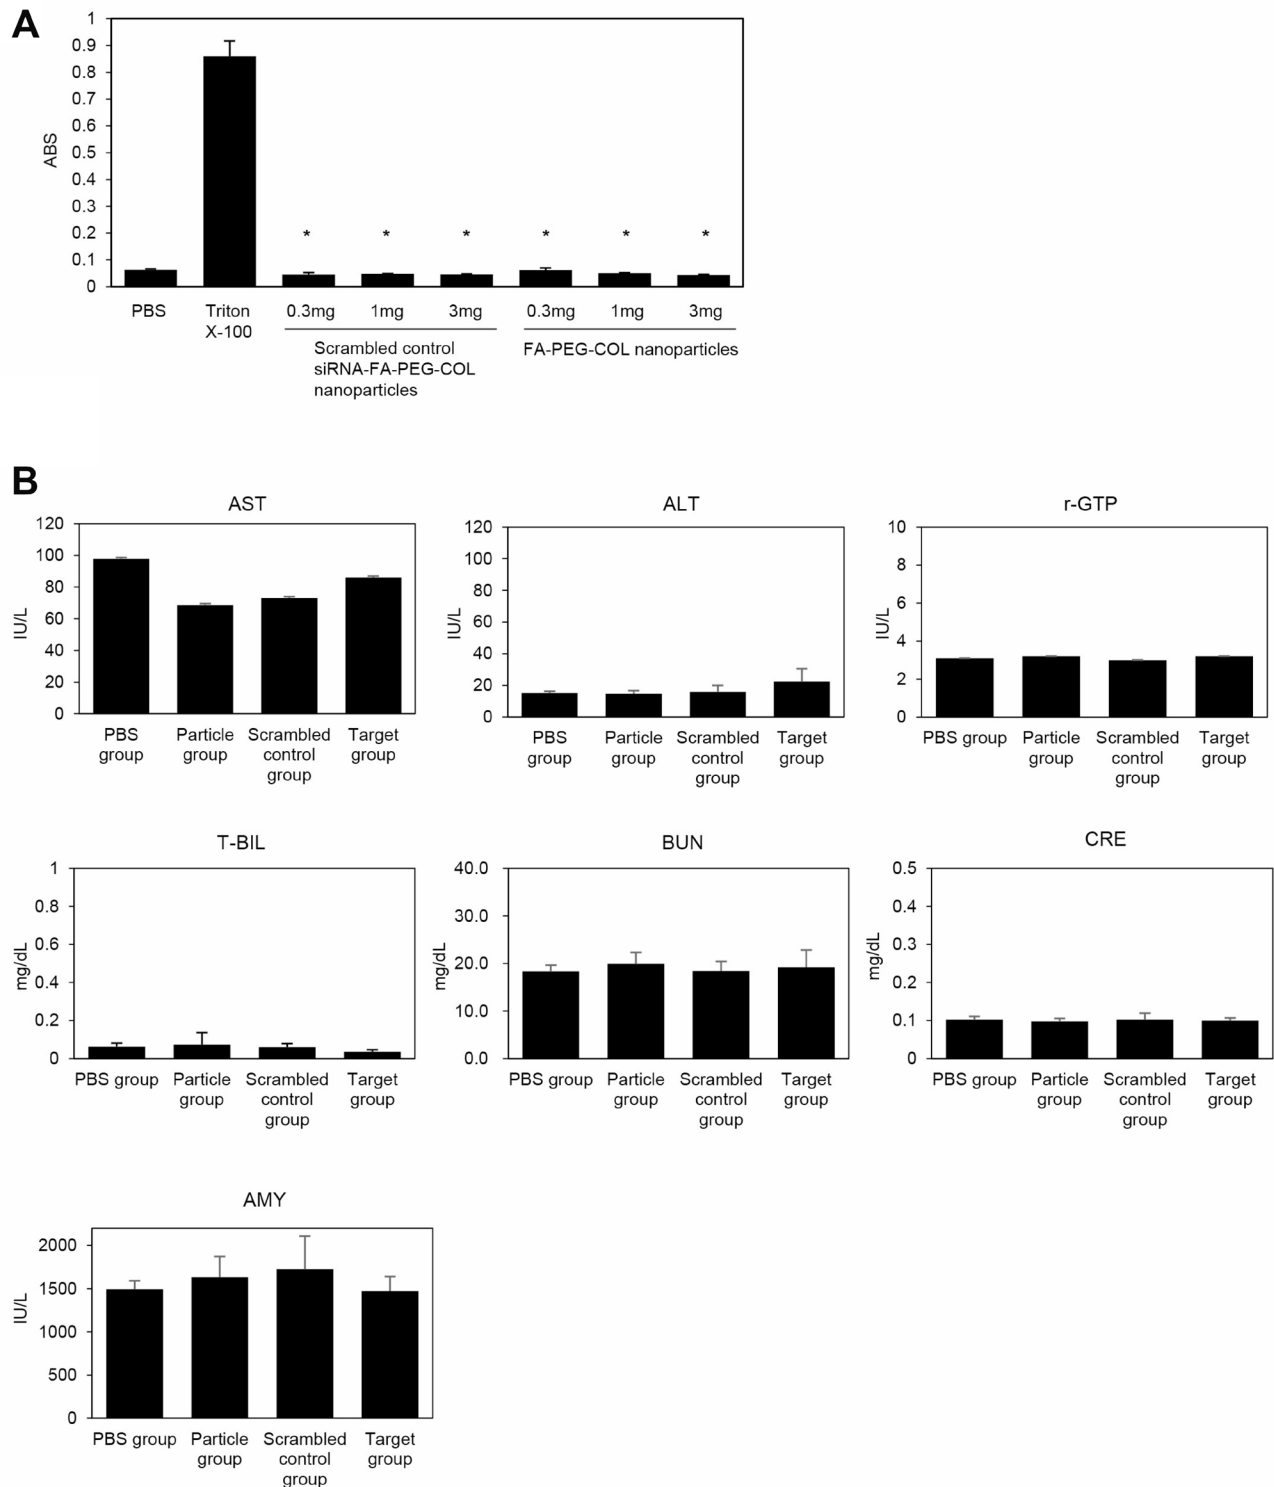 A
1
0.9
0.8
0.7
0.6
0.5
0.4
0.3
0.2
0.1
0
ABS
* * * * * *
PBS Triton X-100 0.3mg 1mg 3mg 0.3mg 1mg 3mg
Scrambled control
siRNA-FA-PEG-COL
nanoparticles
FA-PEG-COL nanoparticles
B
AST
120
100
80
60
40
20
0
IU/L
PBS group
Particle group
Scrambled control group
Target group
ALT
120
100
80
60
40
20
0
IU/L
PBS group
Particle group
Scrambled control group
Target group
r-GTP
10
8
6
4
2
0
IU/L
PBS group
Particle group
Scrambled control group
Target group
T-BIL
1
0.8
0.6
0.4
0.2
0
mg/dL
PBS group
Particle group
Scrambled control group
Target group
BUN
40.0
30.0
20.0
10.0
0.0
mg/dL
PBS group
Particle group
Scrambled control group
Target group
CRE
0.5
0.4
0.3
0.2
0.1
0
mg/dL
PBS group
Particle group
Scrambled control group
Target group
AMY
2000
1500
1000
500
0
IU/L
PBS group
Particle group
Scrambled control group
Target group